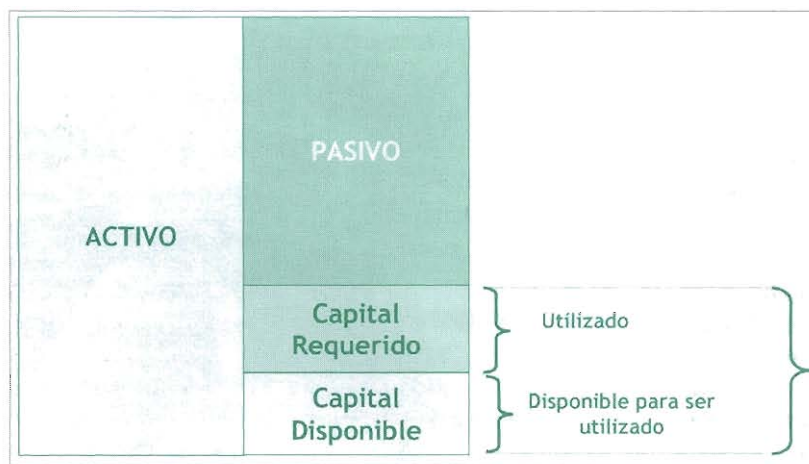 PASIVO
ACTIVO
Capital
Requerido
Utilizado
Capital
Disponible
Disponible para ser
utilizado